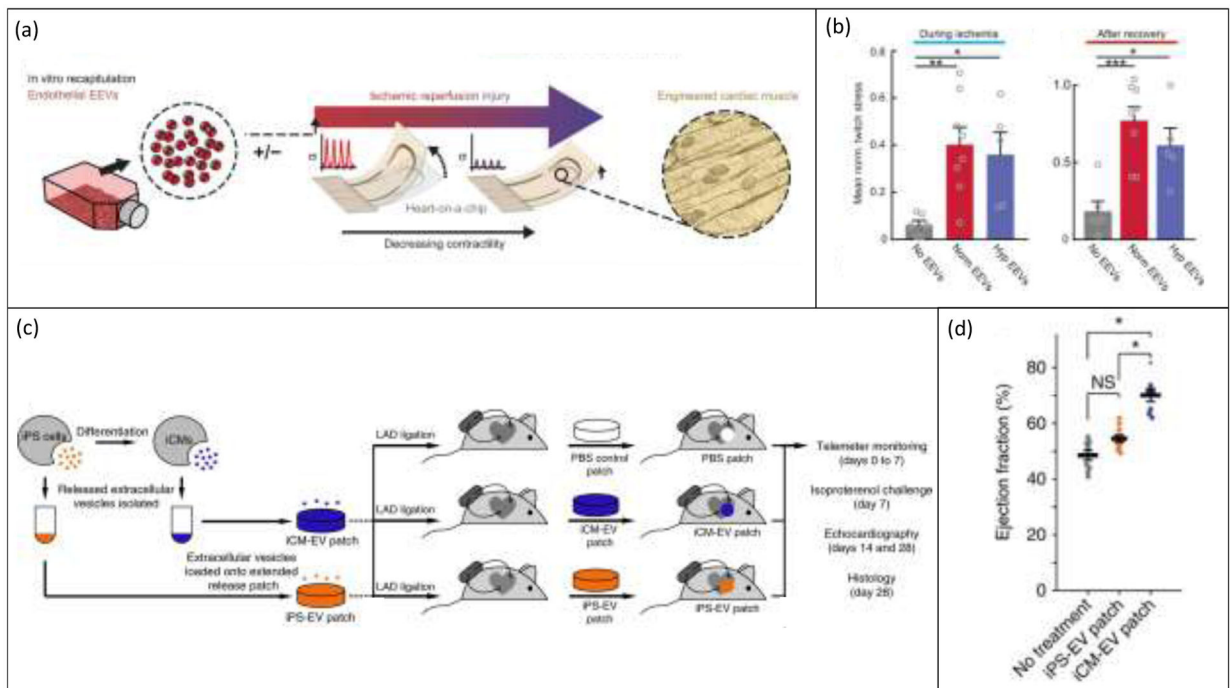 (a)
In vitro recapitulation
Endothelial EEVs
+/−
Ischemic reperfusion injury
σ
σ
Heart-on-a-chip
Decreasing contractility
Engineered cardiac muscle
(b)
During ischemia
After recovery
*
**
*
***
Mean norm. twitch stress
0.8
0.6
0.4
0.2
0
1.0
0.5
0
No EEVs
Norm EEVs
Hyp EEVs
No EEVs
Norm EEVs
Hyp EEVs
(c)
iPS cells
Differentiation
iCMs
Released extracellular
vesicles isolated
Extracellular vesicles
loaded onto extended
release patch
iCM-EV patch
iPS-EV patch
LAD ligation
PBS control
patch
PBS patch
LAD ligation
iCM-EV
patch
iCM-EV patch
LAD ligation
iPS-EV
patch
iPS-EV patch
Telemeter monitoring
(days 0 to 7)
Isoproterenol challenge
(day 7)
Echocardiography
(days 14 and 28)
Histology
(day 28)
(d)
*
*
NS
Ejection fraction (%)
80
60
40
20
0
No treatment
iPS-EV patch
iCM-EV patch